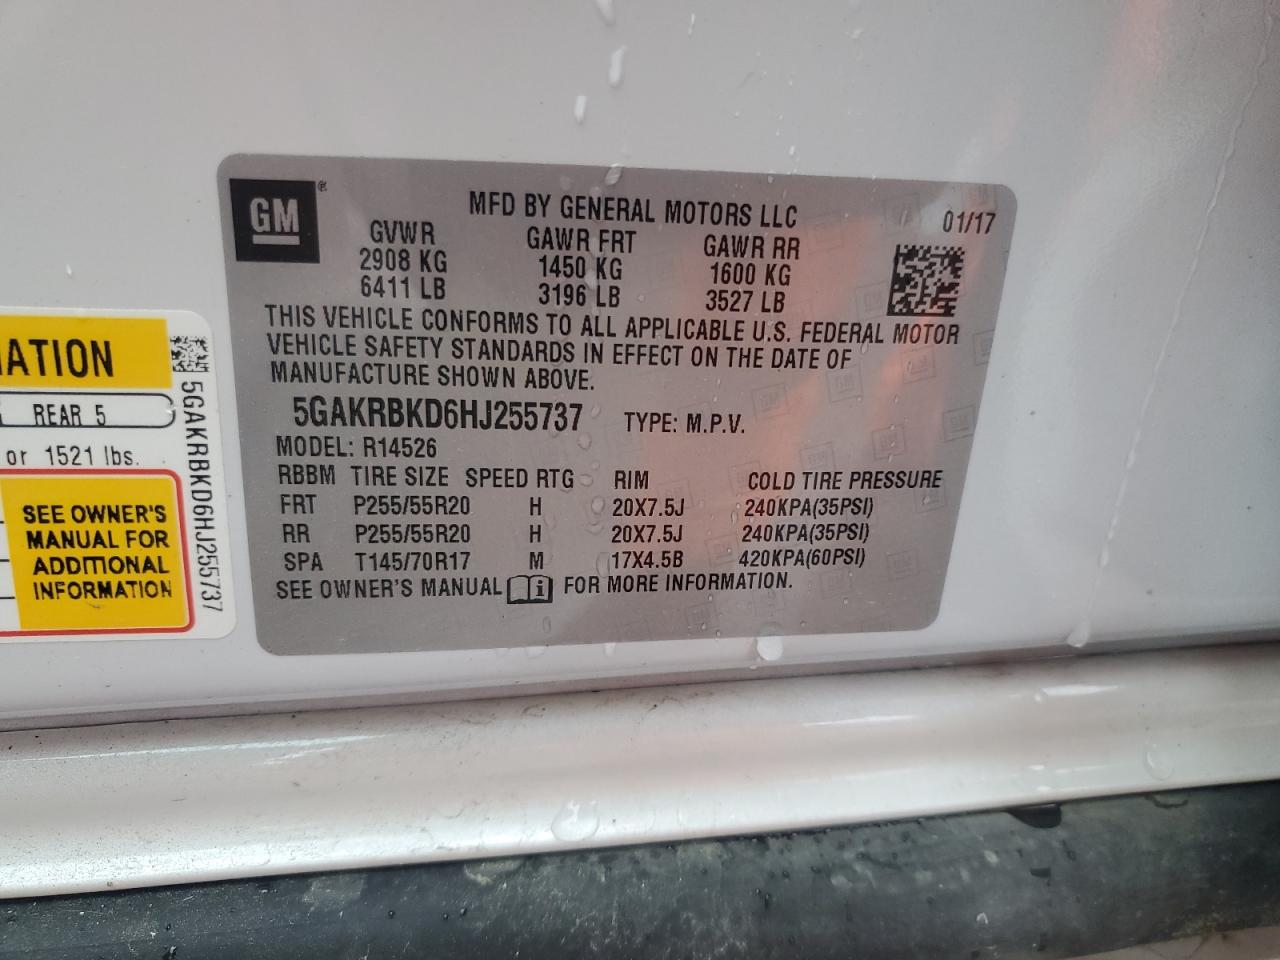 GM
®
MFD BY GENERAL MOTORS LLC
01/17
GVWR GAWR FRT GAWR RR
2908 KG 1450 KG 1600 KG
6411 LB 3196 LB 3527 LB
THIS VEHICLE CONFORMS TO ALL APPLICABLE U.S. FEDERAL MOTOR
VEHICLE SAFETY STANDARDS IN EFFECT ON THE DATE OF
MANUFACTURE SHOWN ABOVE.
5GAKRBKD6HJ255737 TYPE: M.P.V.
MODEL: R14526
RBBM TIRE SIZE SPEED RTG RIM COLD TIRE PRESSURE
FRT P255/55R20 H 20X7.5J 240KPA(35PSI)
RR P255/55R20 H 20X7.5J 240KPA(35PSI)
SPA T145/70R17 M 17X4.5B 420KPA(60PSI)
SEE OWNER'S MANUAL i FOR MORE INFORMATION.
MATION
REAR 5
or 1521 lbs.
SEE OWNER'S
MANUAL FOR
ADDITIONAL
INFORMATION
5GAKRBKD6HJ255737